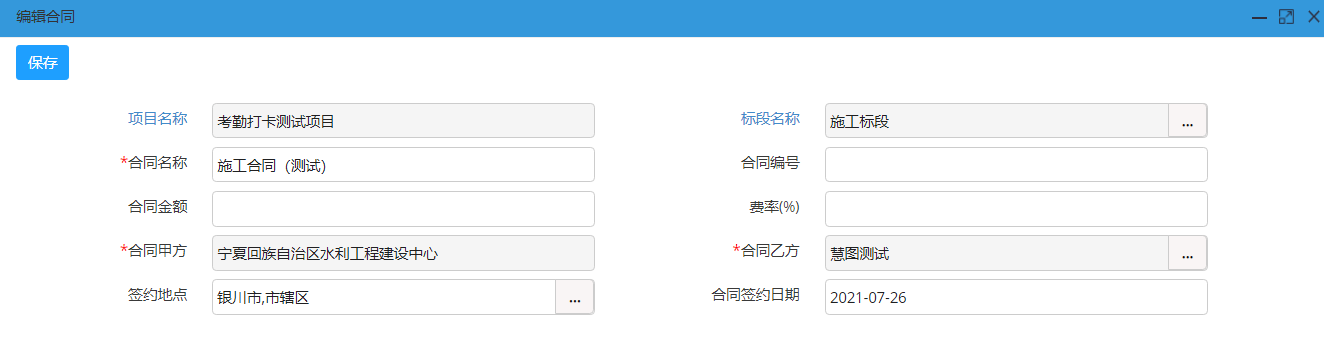 编辑合同
保存
项目名称 考勤打卡测试项目 标段名称 施工标段 ...
*合同名称 施工合同（测试） 合同编号
合同金额 费率(%)
*合同甲方 宁夏回族自治区水利工程建设中心 *合同乙方 慧图测试 ...
签约地点 银川市,市辖区 ... 合同签约日期 2021-07-26